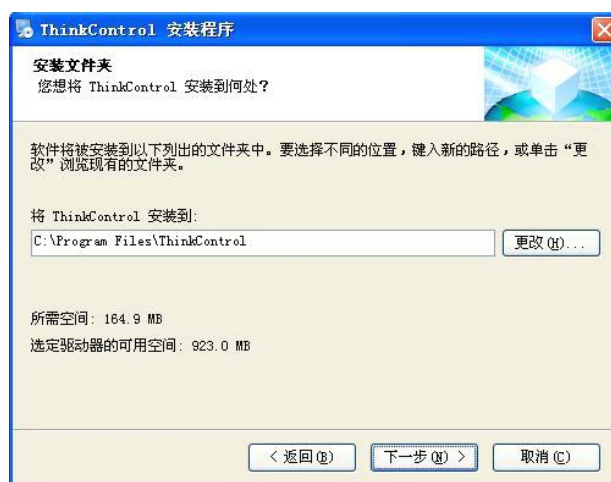 ThinkControl 安装程序
安装文件夹
您想将 ThinkControl 安装到何处?
软件将被安装到以下列出的文件夹中。要选择不同的位置，键入新的路径，或单击“更
改”浏览现有的文件夹。
将 ThinkControl 安装到:
C:\Program Files\ThinkControl
更改(H)...
所需空间: 164.9 MB
选定驱动器的可用空间: 923.0 MB
< 返回(B)
下一步(N) >
取消(C)